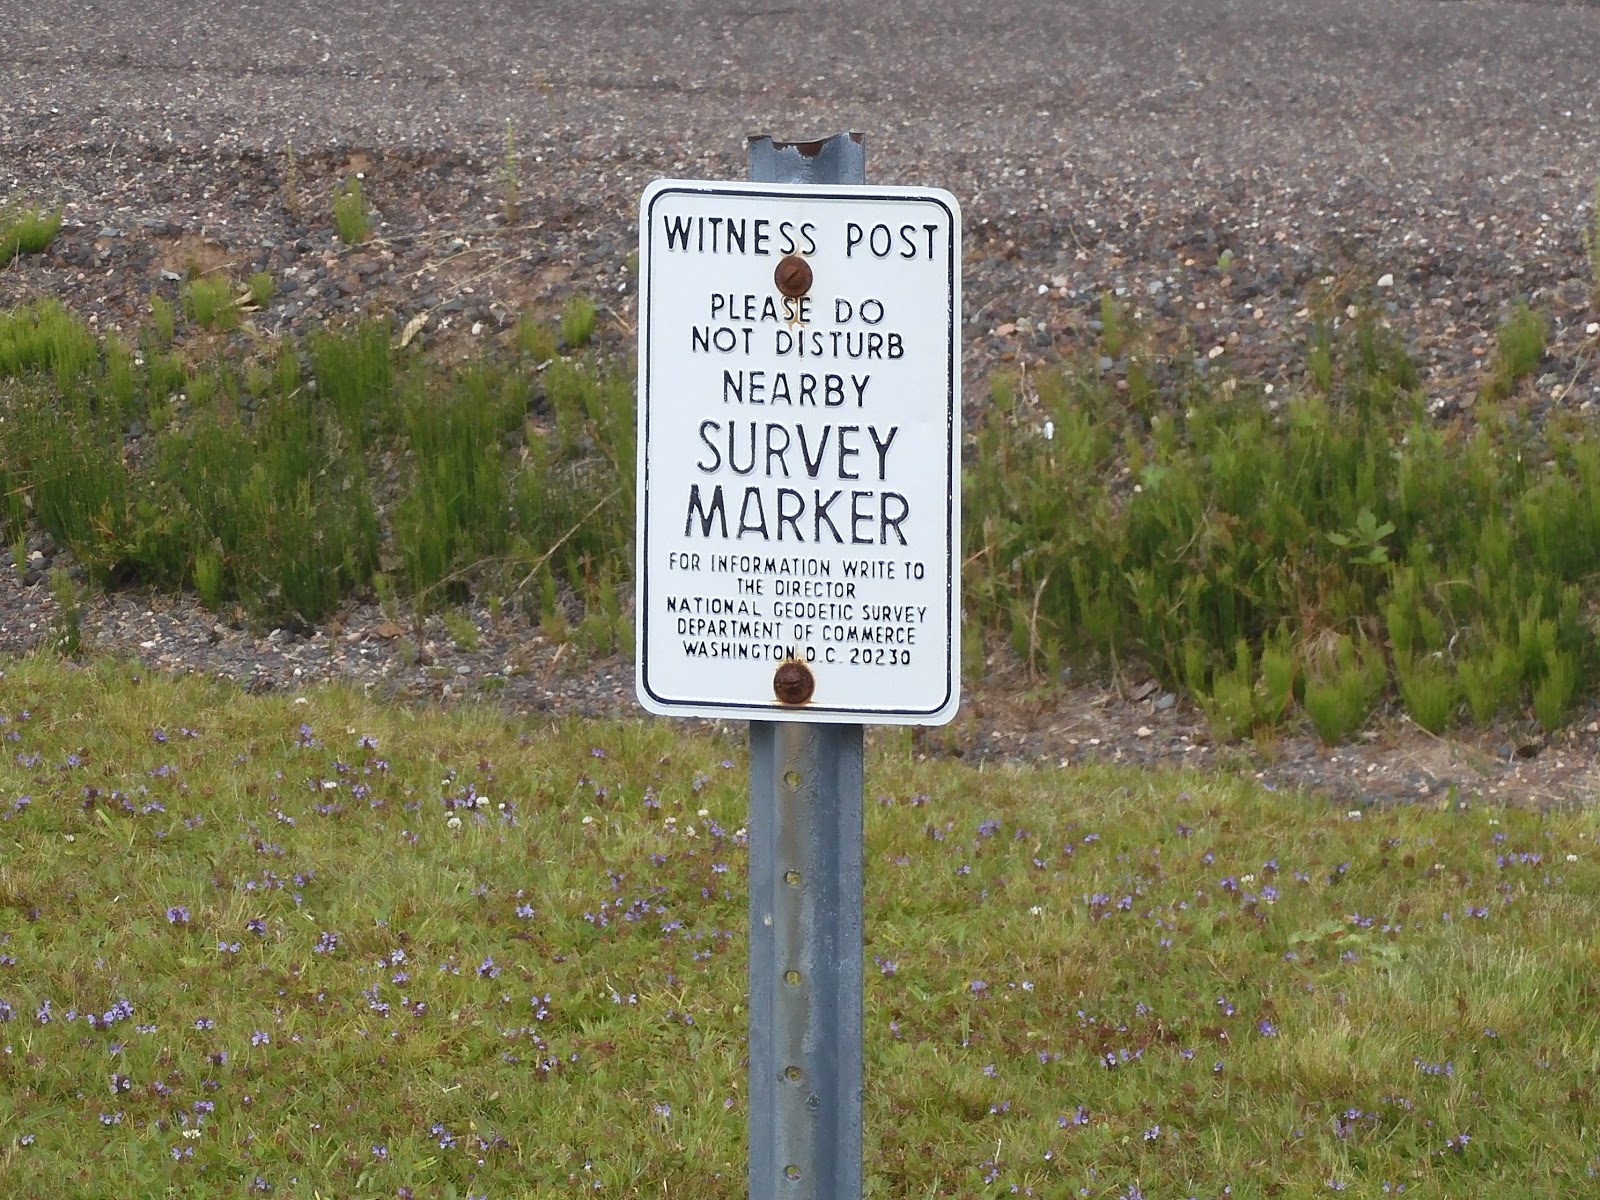 WITNESS POST
PLEASE DO
NOT DISTURB
NEARBY
SURVEY
MARKER
FOR INFORMATION WRITE TO
THE DIRECTOR
NATIONAL GEODETIC SURVEY
DEPARTMENT OF COMMERCE
WASHINGTON D.C. 20230